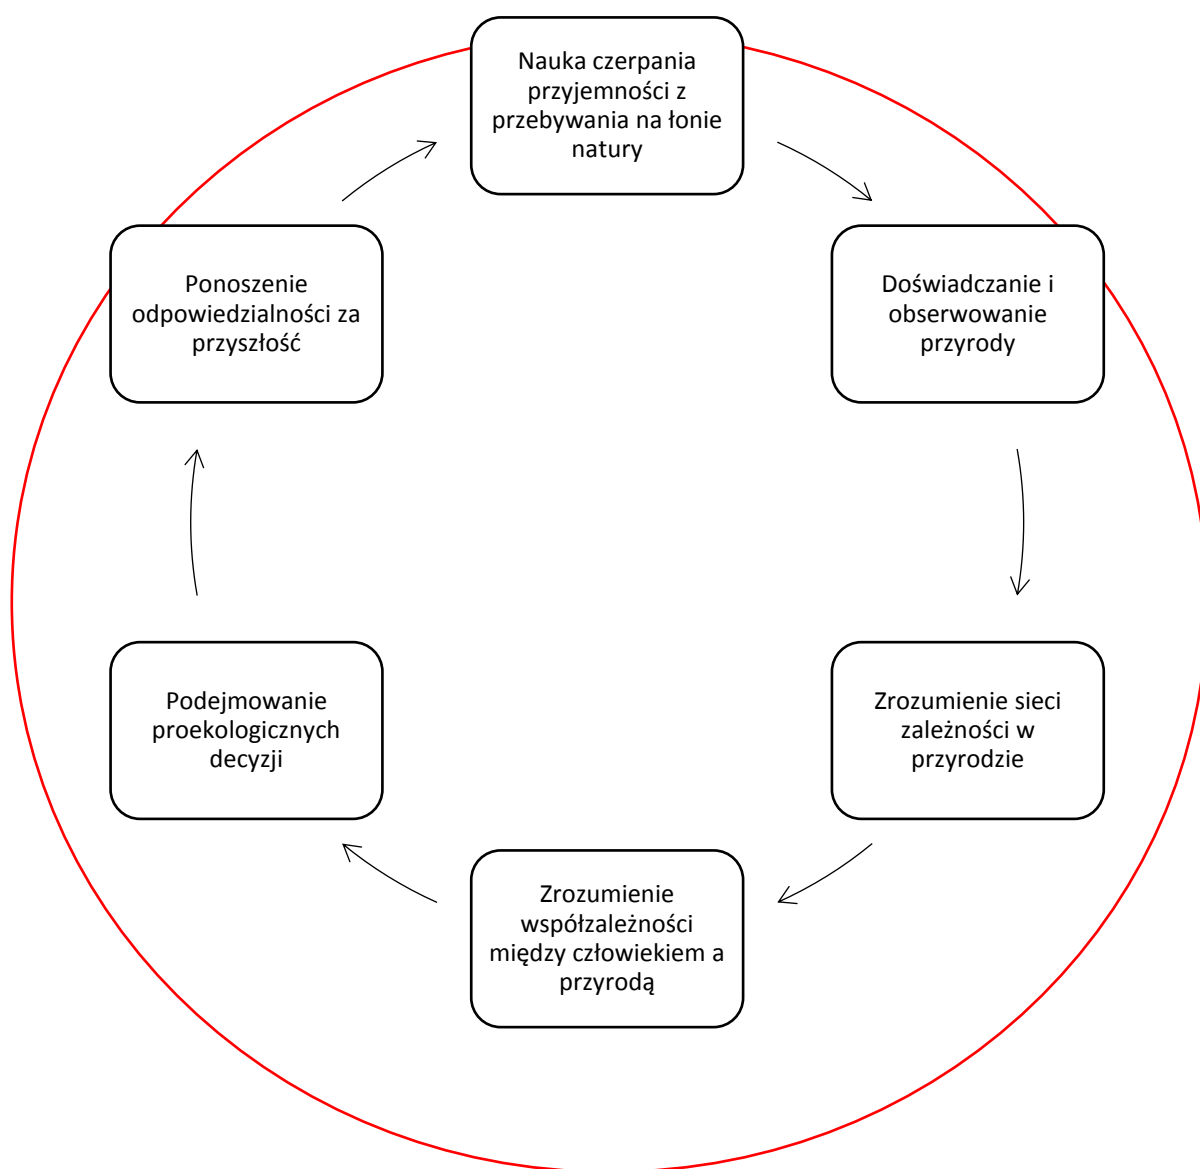 Nauka czerpania
przyjemności z
przebywania na łonie
natury
Doświadczanie i
obserwowanie
przyrody
Zrozumienie sieci
zależności w
przyrodzie
Zrozumienie
współzależności
między człowiekiem a
przyrodą
Podejmowanie
proekologicznych
decyzji
Ponoszenie
odpowiedzialności za
przyszłość